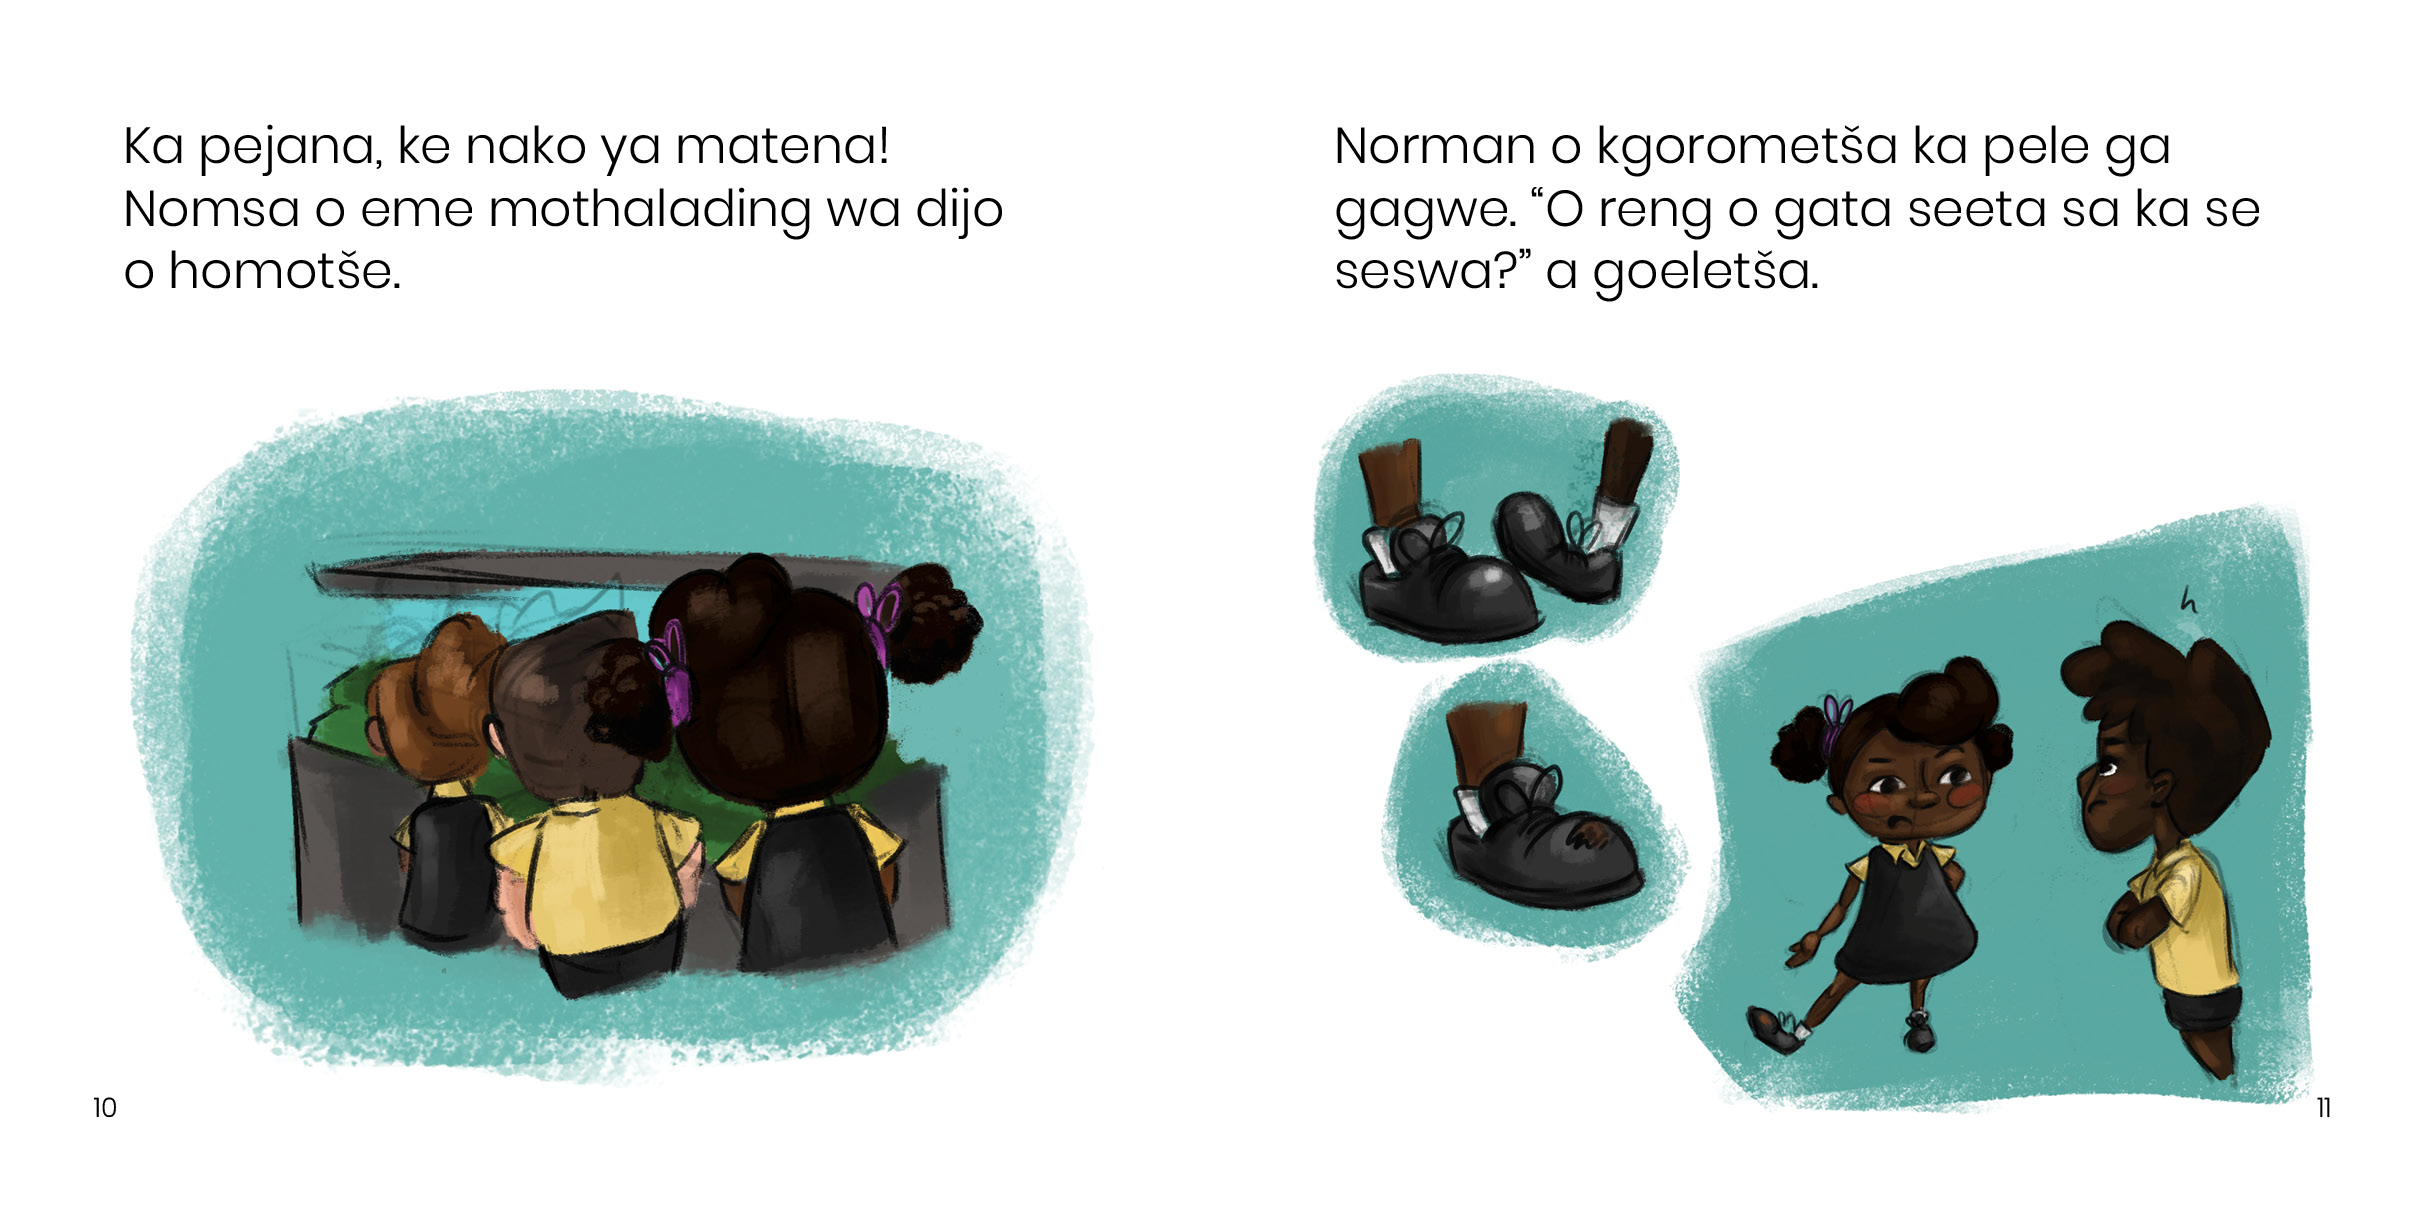 Ka pejana, ke nako ya matena!
Nomsa o eme mothalading wa dijo
o homotše.
10
Norman o kgorometša ka pele ga
gagwe. “O reng o gata seeta sa ka se
seswa?” a goeletša.
11